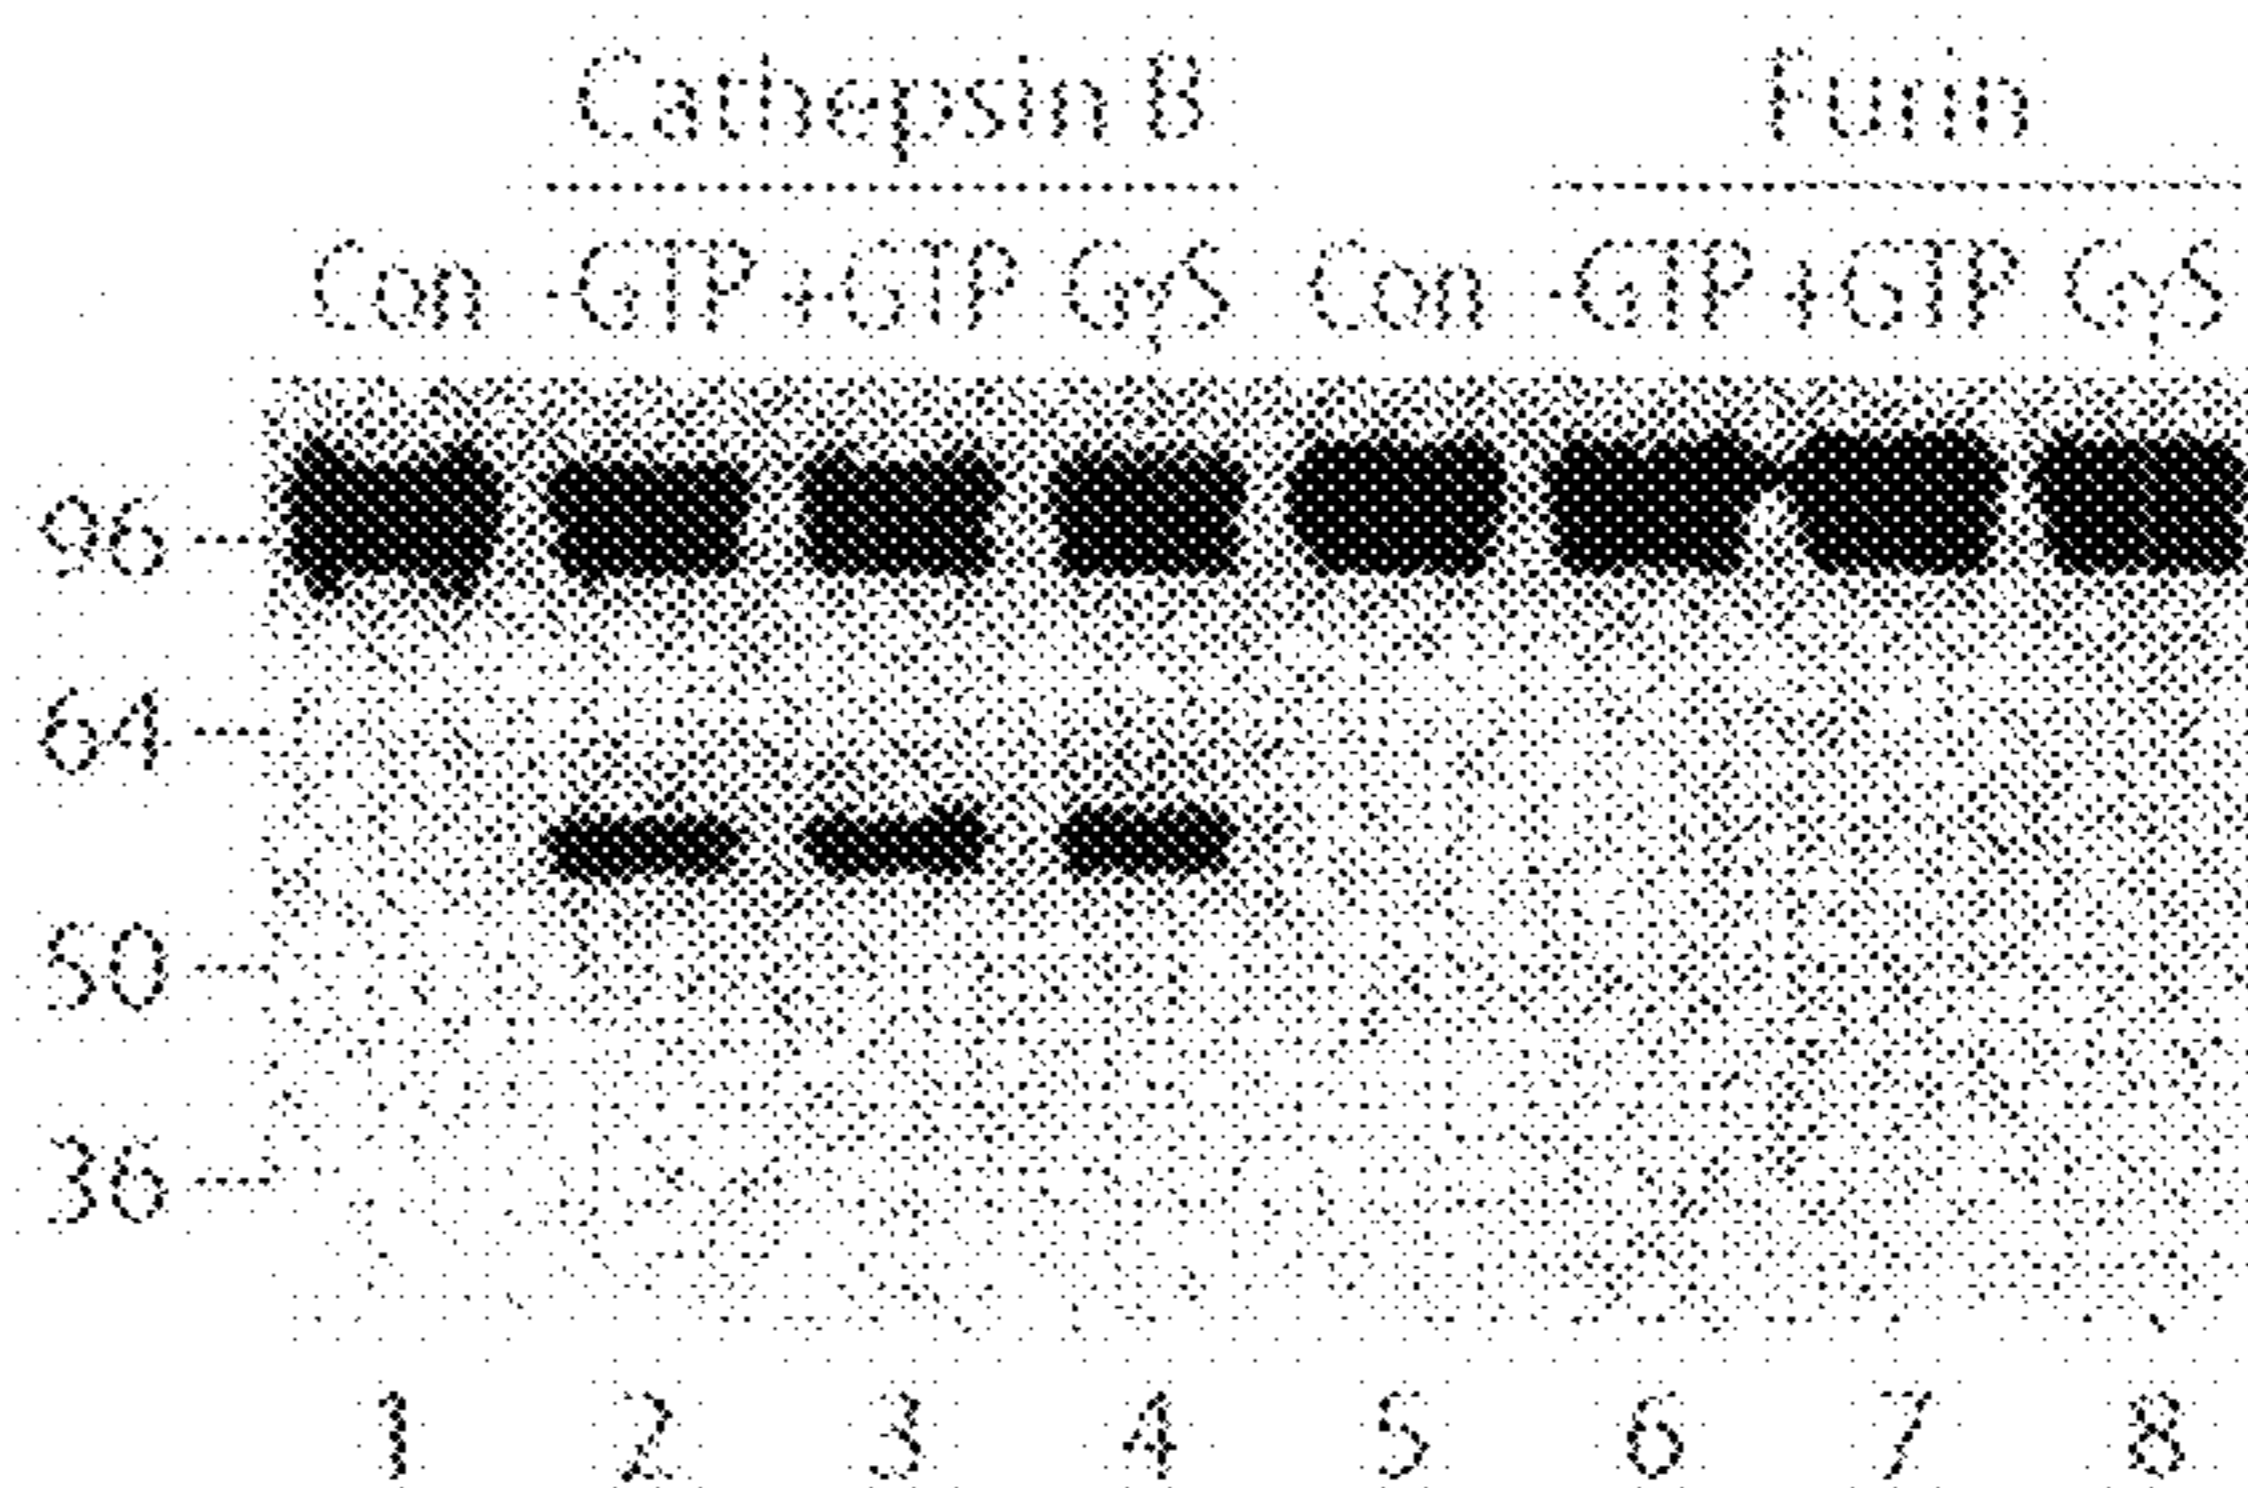 Cathepsin B Furin
Con -GTP +GTP GγS Con -GTP +GTP GγS
96
64
50
36
1 2 3 4 5 6 7 8